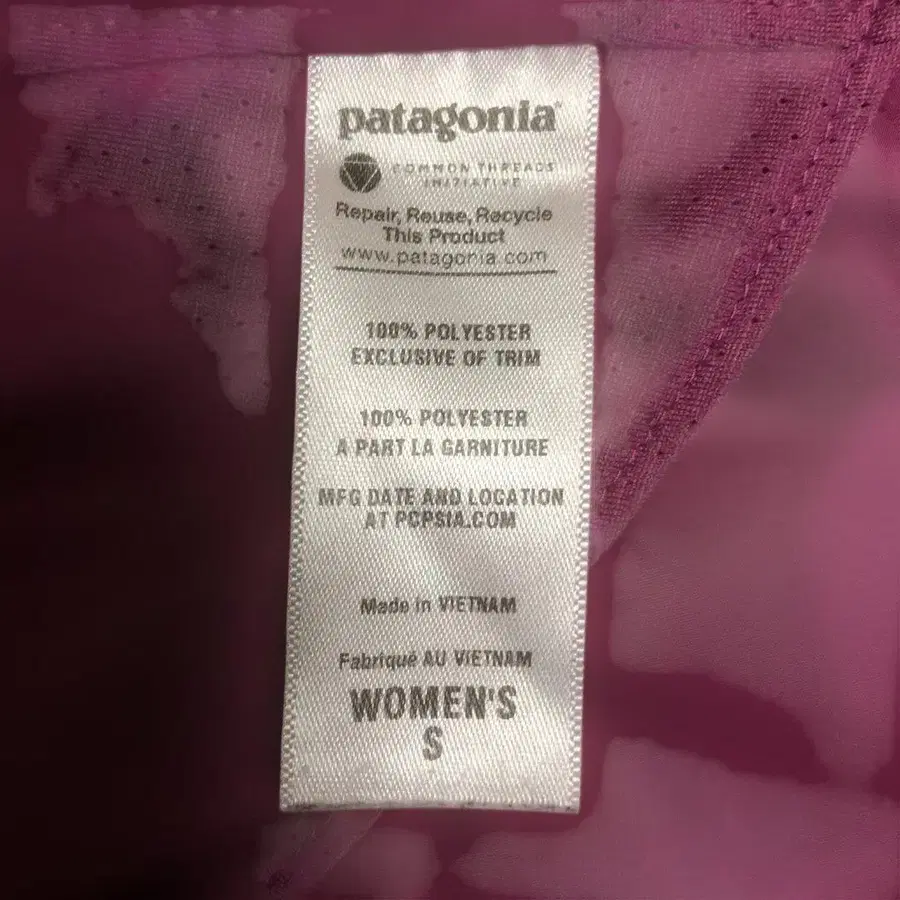 patagonia®
COMMON THREADS
INITIATIVE
Repair, Reuse, Recycle
This Product
www.patagonia.com
100% POLYESTER
EXCLUSIVE OF TRIM
100% POLYESTER
A PART LA GARNITURE
MFG DATE AND LOCATION
AT PCPSIA.COM
Made in VIETNAM
Fabriqué AU VIETNAM
WOMEN'S
S